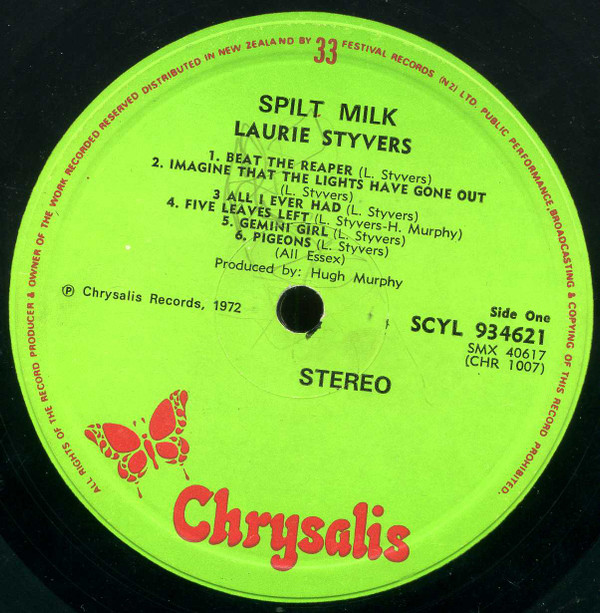 ALL RIGHTS OF THE RECORD PRODUCER & OWNER OF THE WORK RECORDED RESERVED DISTRIBUTED IN NEW ZEALAND BY 33 FESTIVAL RECORDS (NZ) LTD. PUBLIC PERFORMANCE, BROADCASTING & COPYING OF THIS RECORD PROHIBITED.
SPILT MILK
LAURIE STYVERS
1. BEAT THE REAPER (L. Styvers)
2. IMAGINE THAT THE LIGHTS HAVE GONE OUT
(L. Styvers)
3 ALL I EVER HAD (L. Styvers)
4. FIVE LEAVES LEFT (L. Styvers-H. Murphy)
5. GEMINI GIRL (L. Styvers)
6. PIGEONS (L. Styvers)
(All Essex)
Produced by: Hugh Murphy
℗ Chrysalis Records, 1972
Side One
SCYL 934621
SMX 40617
(CHR 1007)
STEREO
Chrysalis